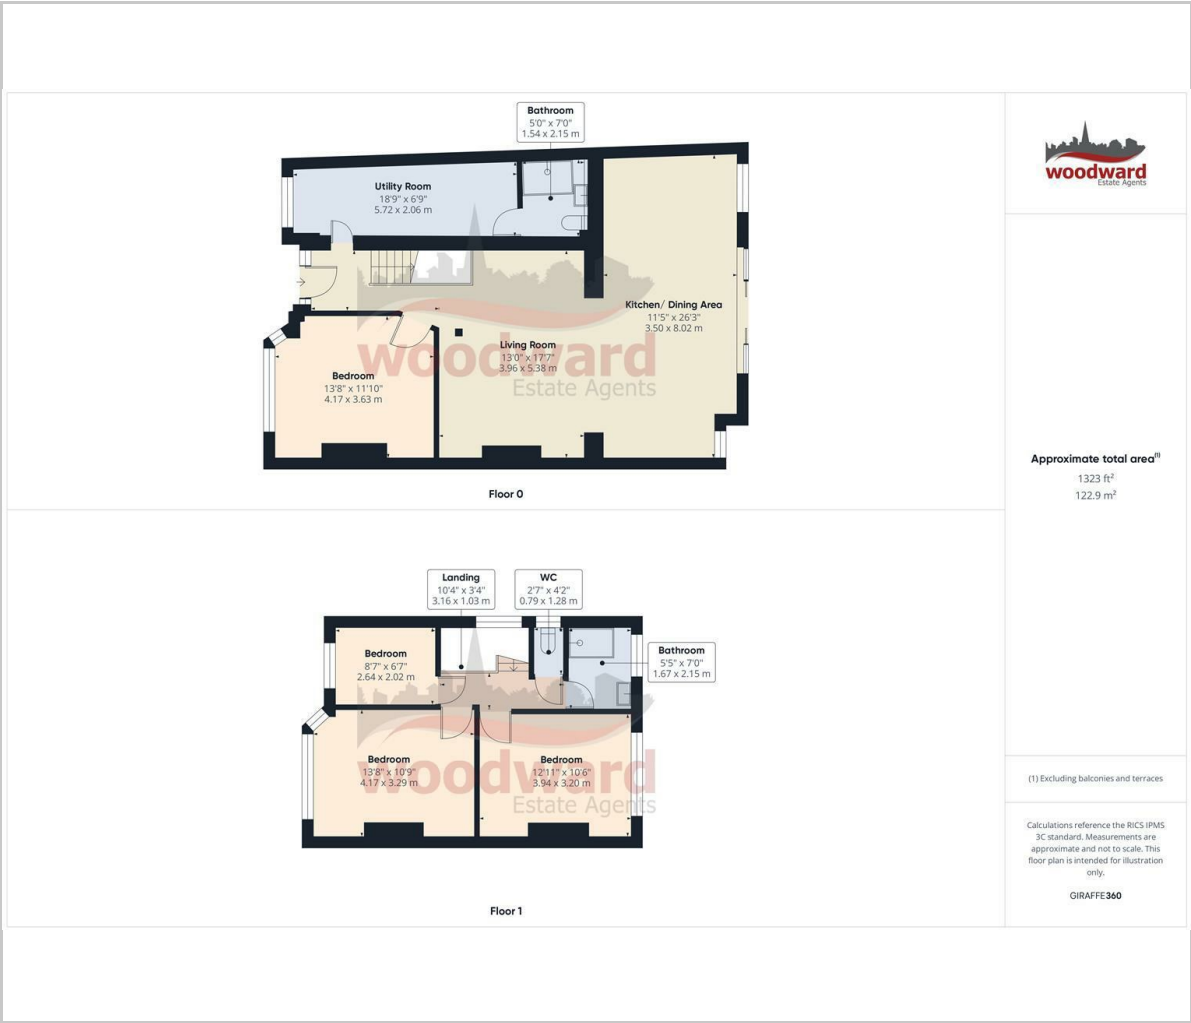 Bathroom
5'0" x 7'0"
1.54 x 2.15 m
Utility Room
18'9" x 6'9"
5.72 x 2.06 m
Kitchen/ Dining Area
11'5" x 26'3"
3.50 x 8.02 m
Living Room
13'0" x 17'7"
3.96 x 5.38 m
Bedroom
13'8" x 11'10"
4.17 x 3.63 m
woodward
Estate Agents
Floor 0
Landing
10'4" x 3'4"
3.16 x 1.03 m
WC
2'7" x 4'2"
0.79 x 1.28 m
Bathroom
5'5" x 7'0"
1.67 x 2.15 m
Bedroom
8'7" x 6'7"
2.64 x 2.02 m
Bedroom
13'8" x 10'9"
4.17 x 3.29 m
Bedroom
12'11" x 10'6"
3.94 x 3.20 m
woodward
Estate Agents
Floor 1
woodward
Estate Agents
Approximate total area(1)
1323 ft²
122.9 m²
(1) Excluding balconies and terraces
Calculations reference the RICS IPMS
3C standard. Measurements are
approximate and not to scale. This
floor plan is intended for illustration
only.
GIRAFFE360